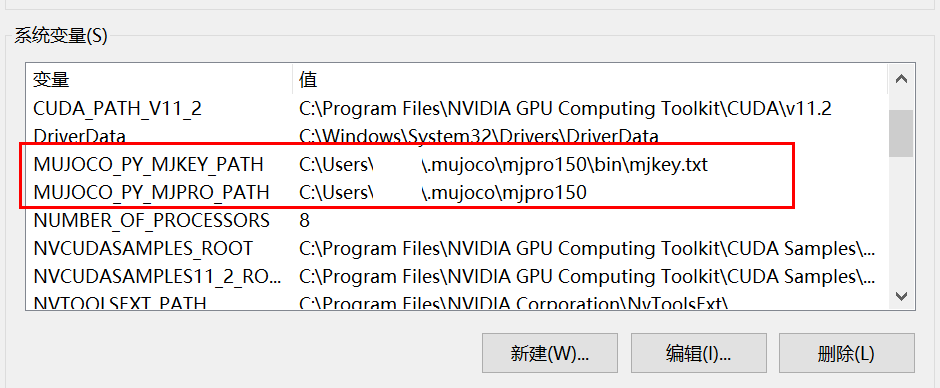 系统变量(S)
变量 值
CUDA_PATH_V11_2 C:\Program Files\NVIDIA GPU Computing Toolkit\CUDA\v11.2
DriverData C:\Windows\System32\Drivers\DriverData
MUJOCO_PY_MJKEY_PATH C:\Users\ \.mujoco\mjpro150\bin\mjkey.txt
MUJOCO_PY_MJPRO_PATH C:\Users\ \.mujoco\mjpro150
NUMBER_OF_PROCESSORS 8
NVCUDASAMPLES_ROOT C:\Program Files\NVIDIA GPU Computing Toolkit\CUDA Samples\...
NVCUDASAMPLES11_2_RO... C:\Program Files\NVIDIA GPU Computing Toolkit\CUDA Samples\...
NVTOOLSEXT_PATH C:\Program Files\NVIDIA Corporation\NvToolsExt\
新建(W)... 编辑(I)... 删除(L)